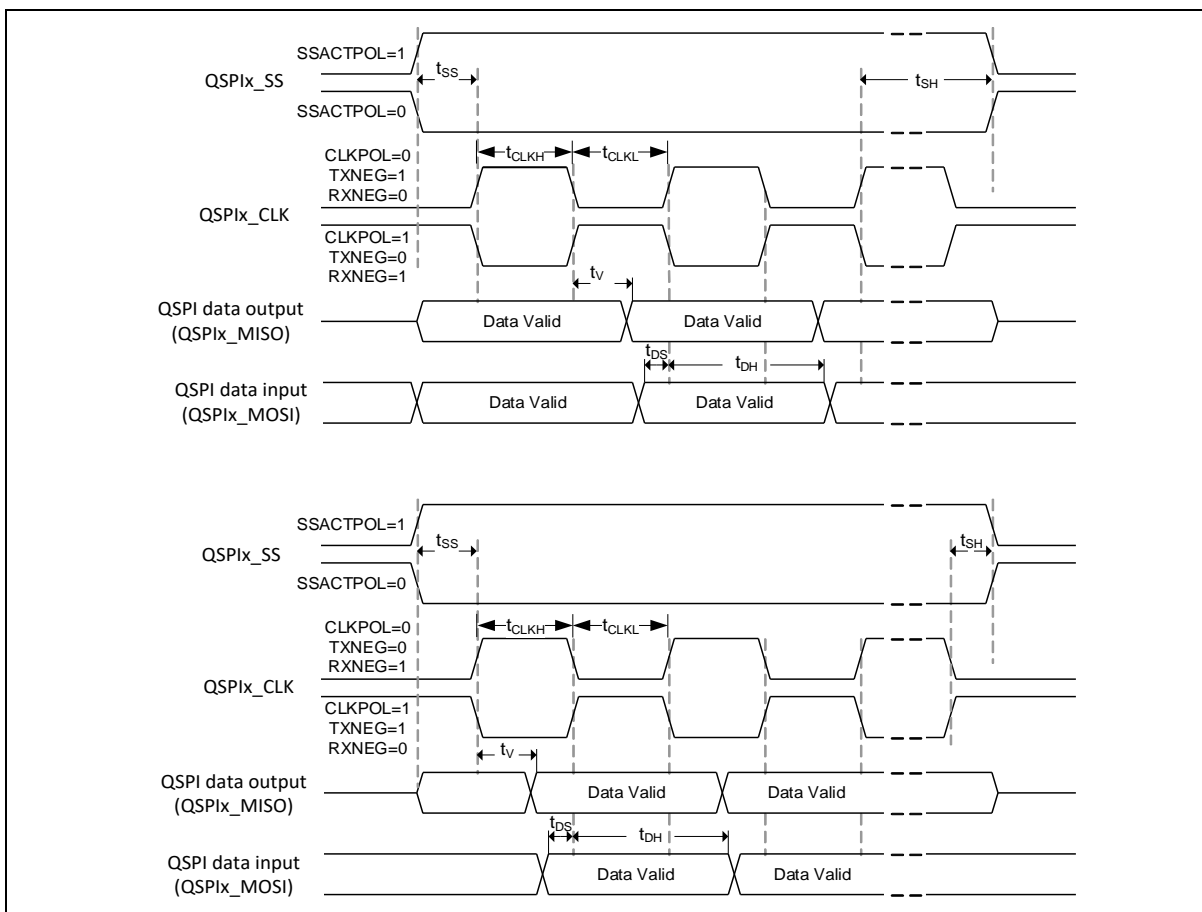 SSACTPOL=1
QSPIx_SS
tSS
tSH
SSACTPOL=0
CLKPOL=0
TXNEG=1
RXNEG=0
tCLKH
tCLKL
QSPIx_CLK
CLKPOL=1
TXNEG=0
RXNEG=1
tV
QSPI data output
(QSPIx_MISO)
Data Valid
Data Valid
tDS
tDH
QSPI data input
(QSPIx_MOSI)
Data Valid
Data Valid
SSACTPOL=1
QSPIx_SS
tSS
tSH
SSACTPOL=0
CLKPOL=0
TXNEG=0
RXNEG=1
tCLKH
tCLKL
QSPIx_CLK
CLKPOL=1
TXNEG=1
RXNEG=0
tV
QSPI data output
(QSPIx_MISO)
Data Valid
Data Valid
tDS
tDH
QSPI data input
(QSPIx_MOSI)
Data Valid
Data Valid